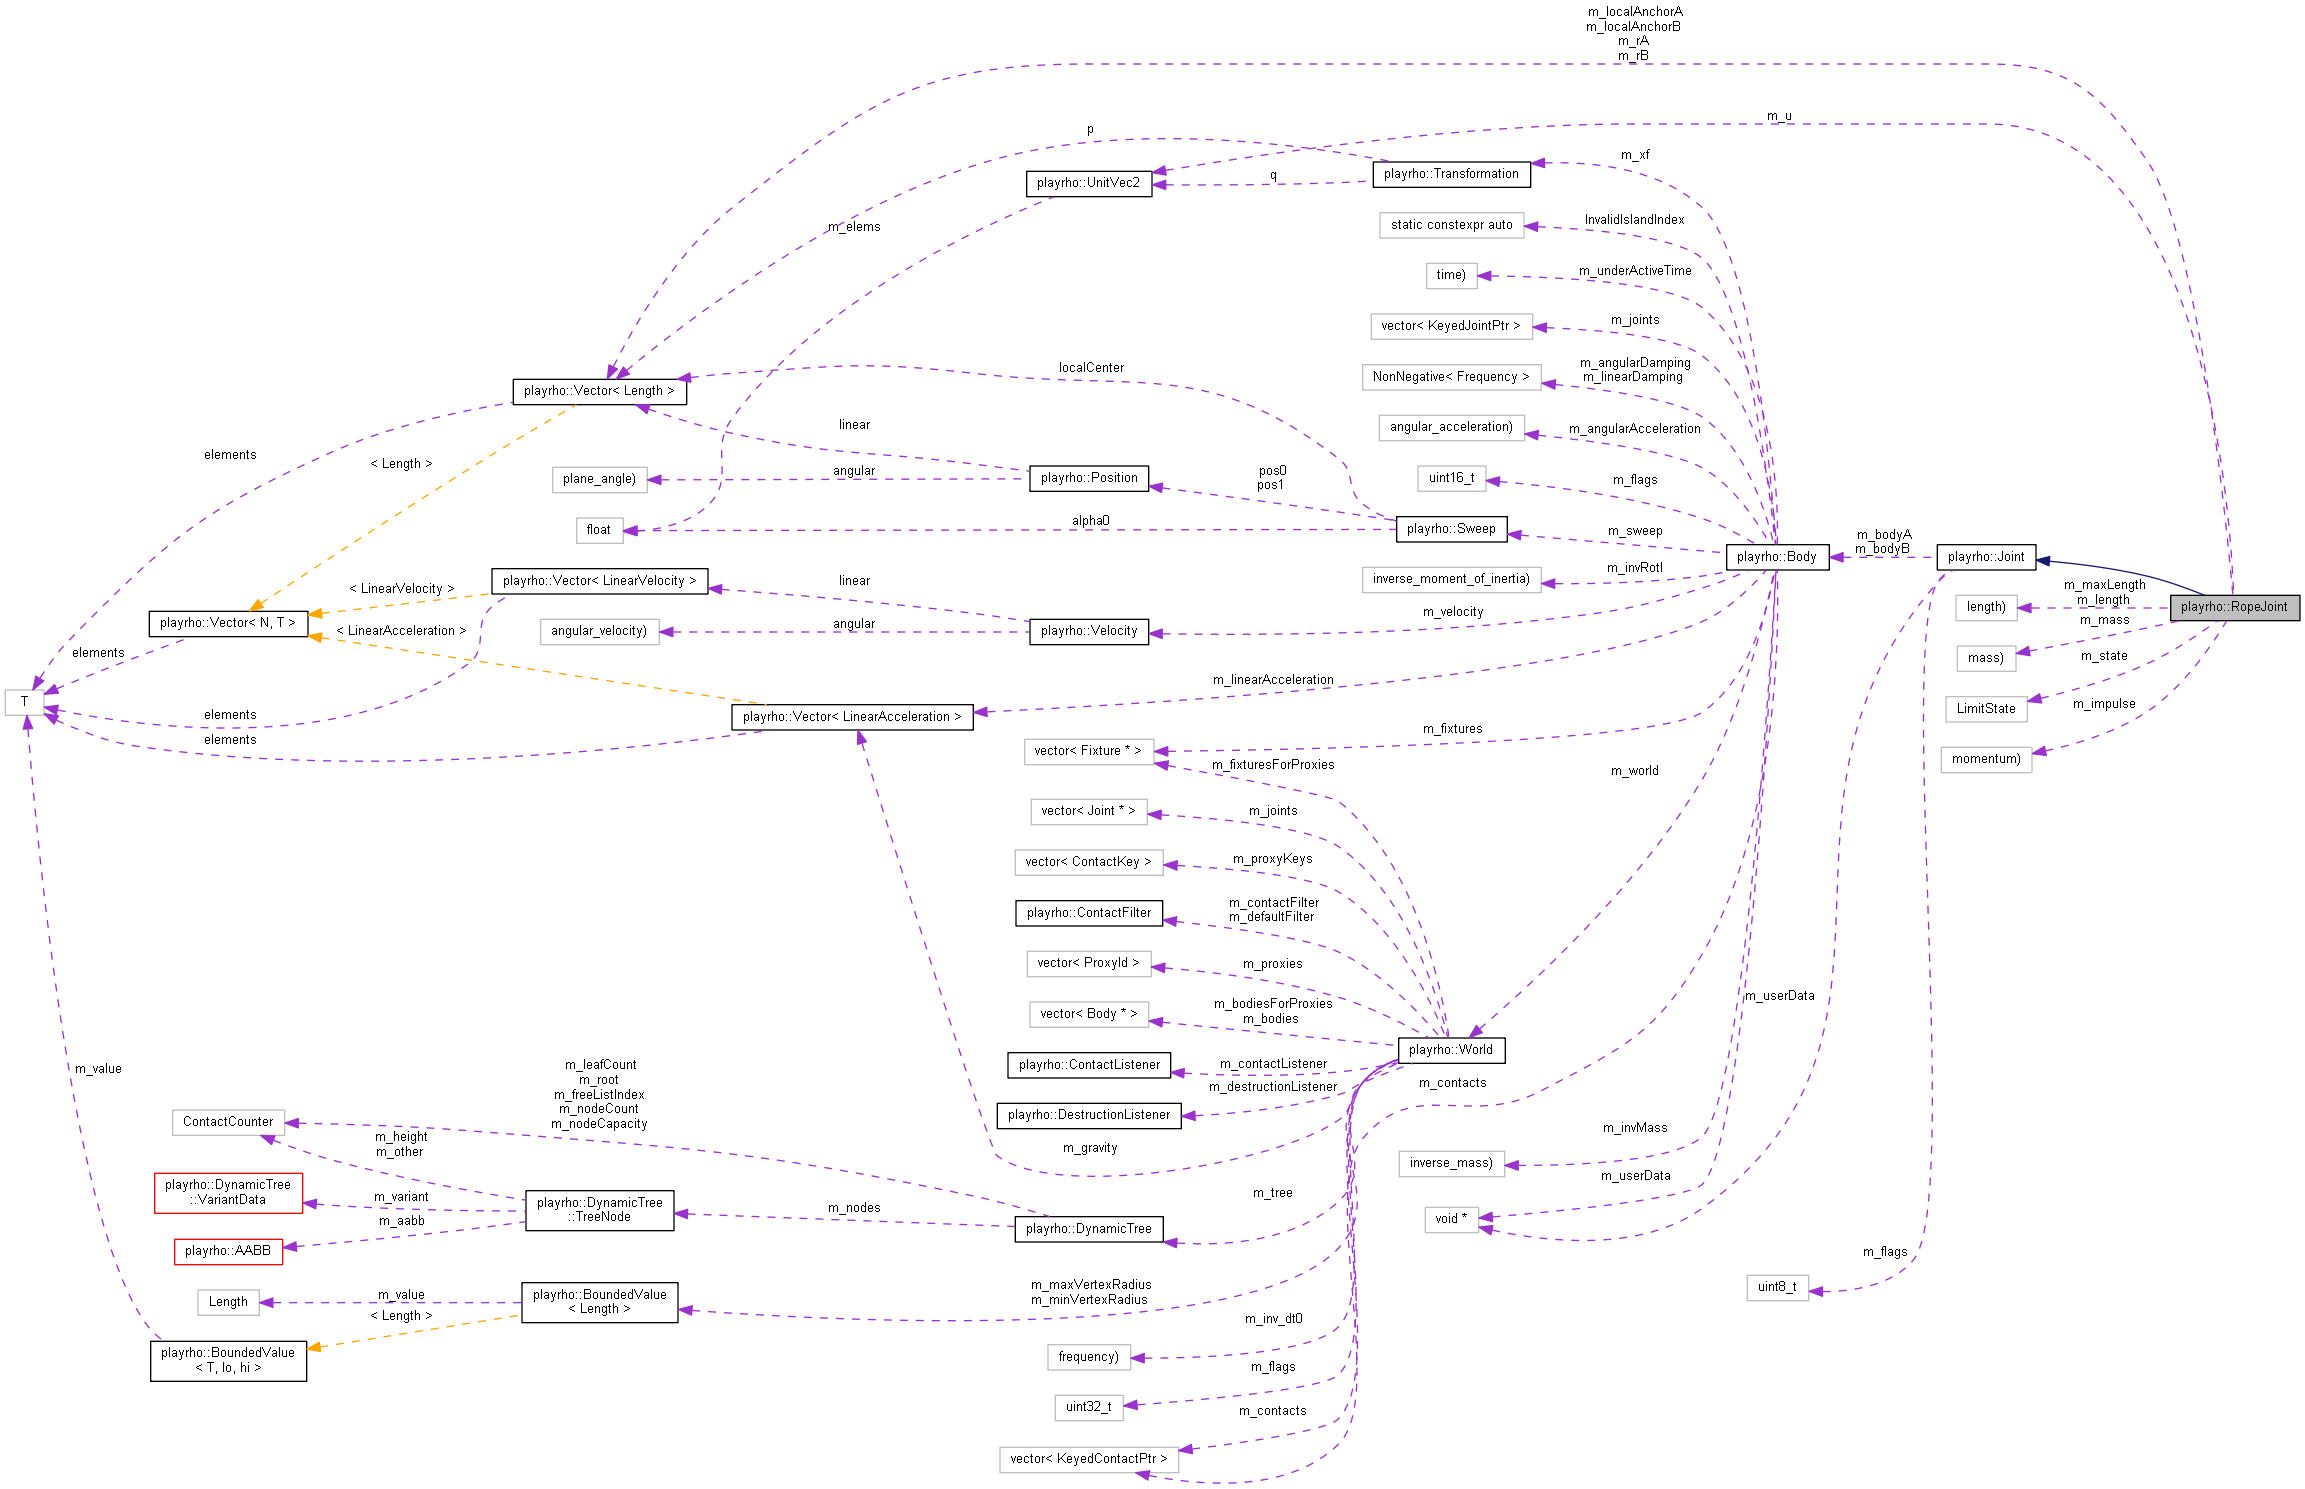 m_localAnchorA
m_localAnchorB
m_rA
m_rB
m_u
p
m_xf
playrho::Transformation
q
playrho::UnitVec2
InvalidIslandIndex
static constexpr auto
m_elems
m_underActiveTime
time)
m_joints
vector< KeyedJointPtr >
m_angularDamping
m_linearDamping
NonNegative< Frequency >
localCenter
playrho::Vector< Length >
linear
m_angularAcceleration
angular_acceleration)
elements
< Length >
angular
plane_angle)
playrho::Position
pos0
pos1
m_flags
uint16_t
float
alpha0
playrho::Sweep
m_sweep
m_bodyA
m_bodyB
playrho::Body
playrho::Joint
m_invRotI
inverse_moment_of_inertia)
playrho::Vector< LinearVelocity >
linear
< LinearVelocity >
m_maxLength
m_length
length)
playrho::RopeJoint
m_velocity
playrho::Vector< N, T >
< LinearAcceleration >
angular_velocity)
angular
playrho::Velocity
m_mass
mass)
elements
m_state
m_linearAcceleration
T
elements
elements
playrho::Vector< LinearAcceleration >
LimitState
m_impulse
momentum)
m_fixtures
vector< Fixture * >
m_fixturesForProxies
m_world
vector< Joint * >
m_joints
vector< ContactKey >
m_proxyKeys
playrho::ContactFilter
m_contactFilter
m_defaultFilter
vector< ProxyId >
m_proxies
vector< Body * >
m_bodiesForProxies
m_bodies
m_userData
playrho::World
playrho::ContactListener
m_contactListener
m_value
m_leafCount
m_root
m_freeListIndex
m_nodeCount
m_nodeCapacity
m_destructionListener
m_contacts
playrho::DestructionListener
ContactCounter
m_height
m_other
m_gravity
m_invMass
inverse_mass)
playrho::DynamicTree
::VariantData
m_variant
m_aabb
playrho::DynamicTree
::TreeNode
m_nodes
m_tree
m_userData
playrho::DynamicTree
void *
playrho::AABB
m_flags
uint8_t
Length
m_value
< Length >
playrho::BoundedValue
< Length >
m_maxVertexRadius
m_minVertexRadius
m_inv_dt0
playrho::BoundedValue
< T, lo, hi >
frequency)
m_flags
uint32_t
m_contacts
vector< KeyedContactPtr >